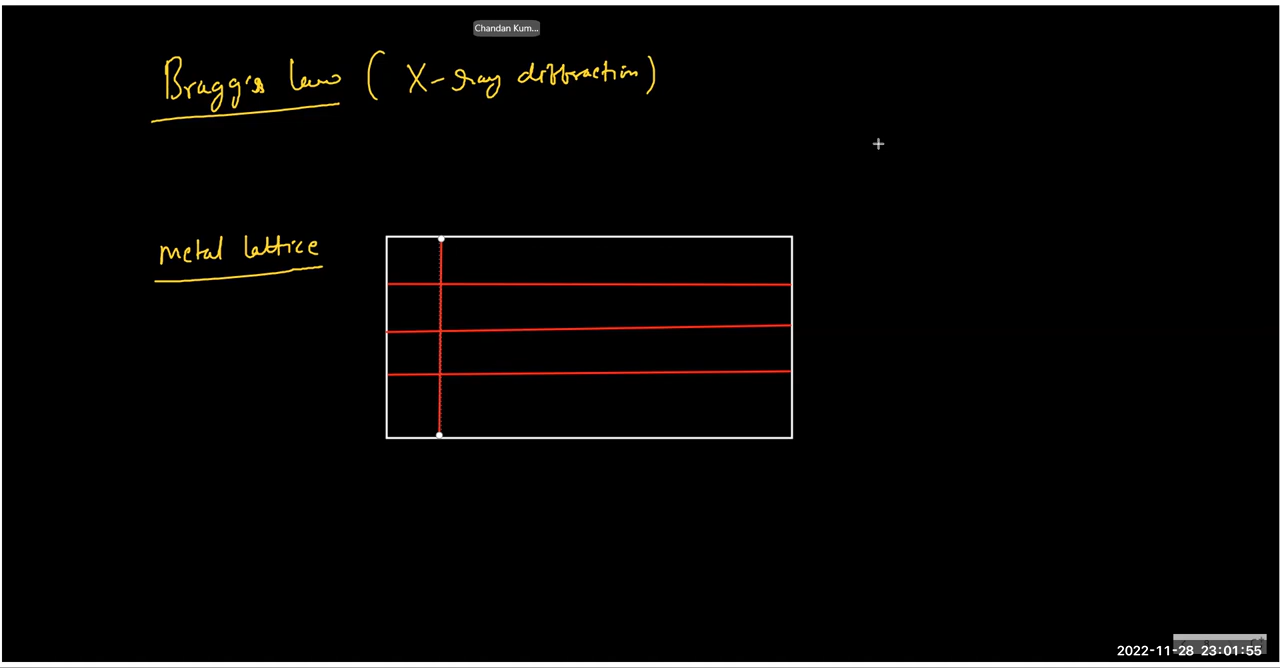 Chandan Kum...
Bragg's law ( X-ray diffraction )
metal lattice
2022-11-28 23:01:55